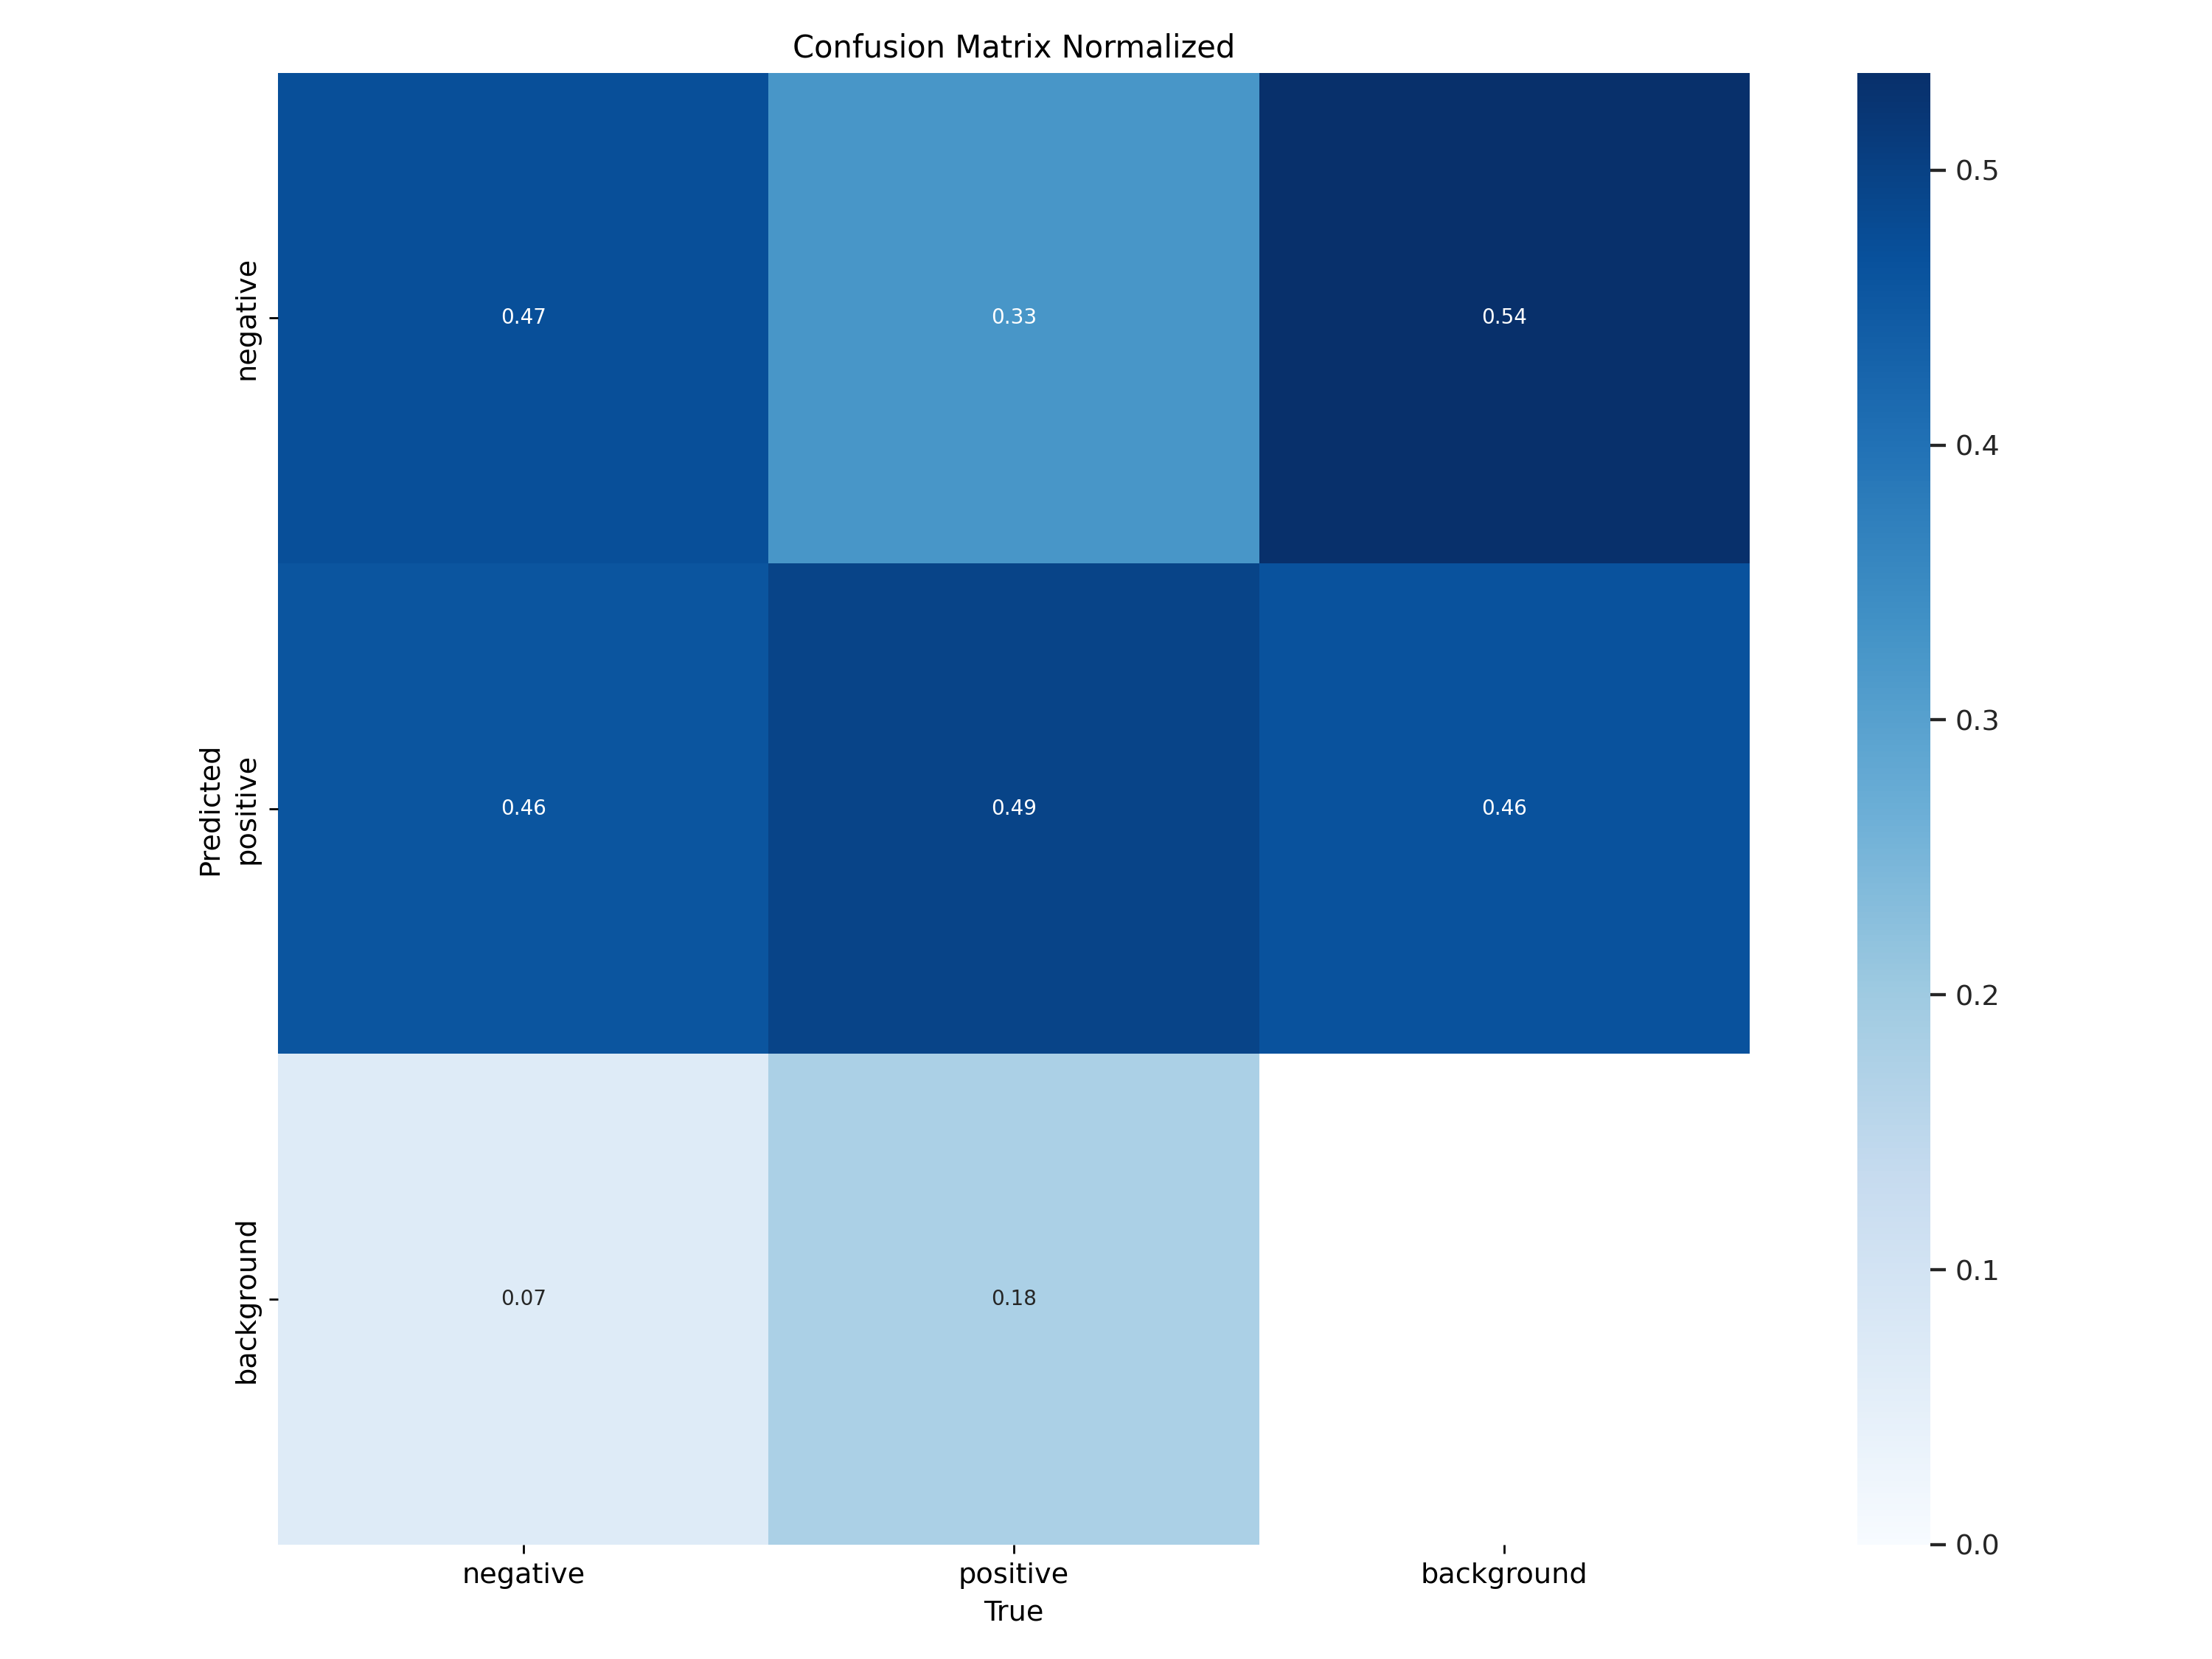 Confusion Matrix Normalized
negative
0.47
0.33
0.54
0.5
0.4
Predicted
positive
0.46
0.49
0.46
0.3
0.2
background
0.07
0.18
0.1
0.0
negative
positive
background
True